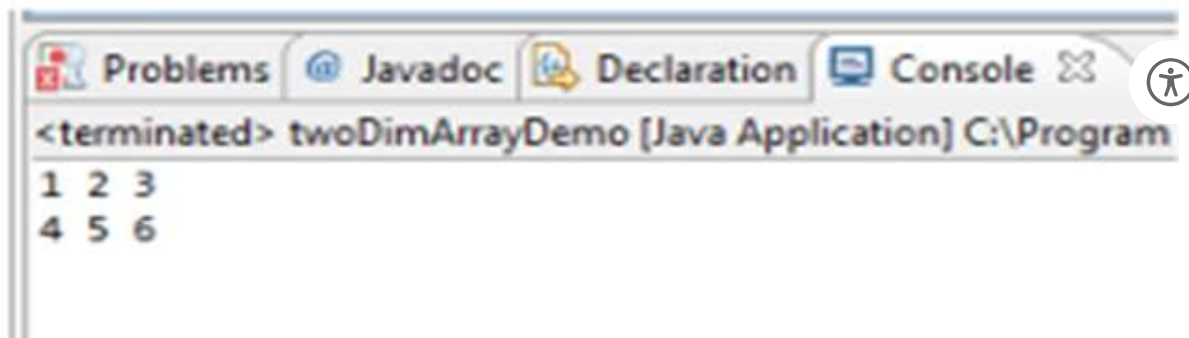 Problems @ Javadoc Declaration Console
<terminated> twoDimArrayDemo [Java Application] C:\Program
1 2 3
4 5 6